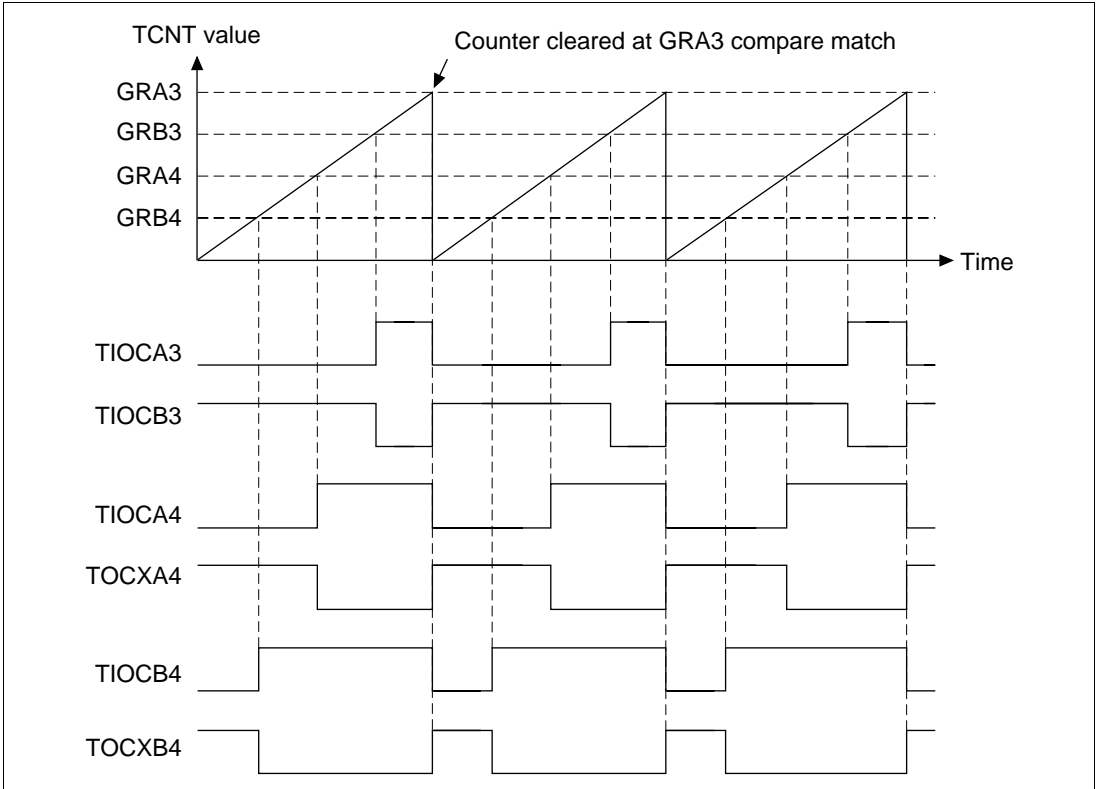 TCNT value
Counter cleared at GRA3 compare match
GRA3
GRB3
GRA4
GRB4
Time
TIOCA3
TIOCB3
TIOCA4
TOCXA4
TIOCB4
TOCXB4